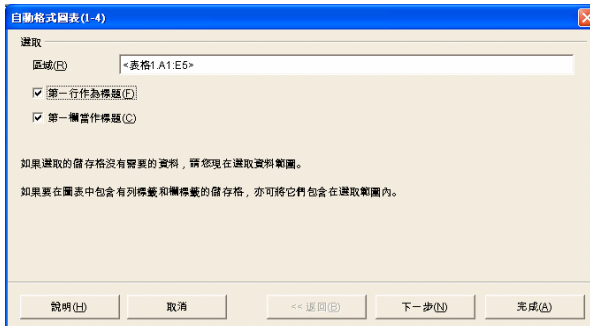 自動格式圖表(1-4)
選取
區域(R)
<表格1.A1:E5>
第一行作為標題(F)
第一欄當作標題(C)
如果選取的儲存格沒有需要的資料，請您現在選取資料範圍。
如果要在圖表中包含有列標籤和欄標籤的儲存格，亦可將它們包含在選取範圍內。
說明(H)
取消
<< 返回(B)
下一步(N)
完成(A)